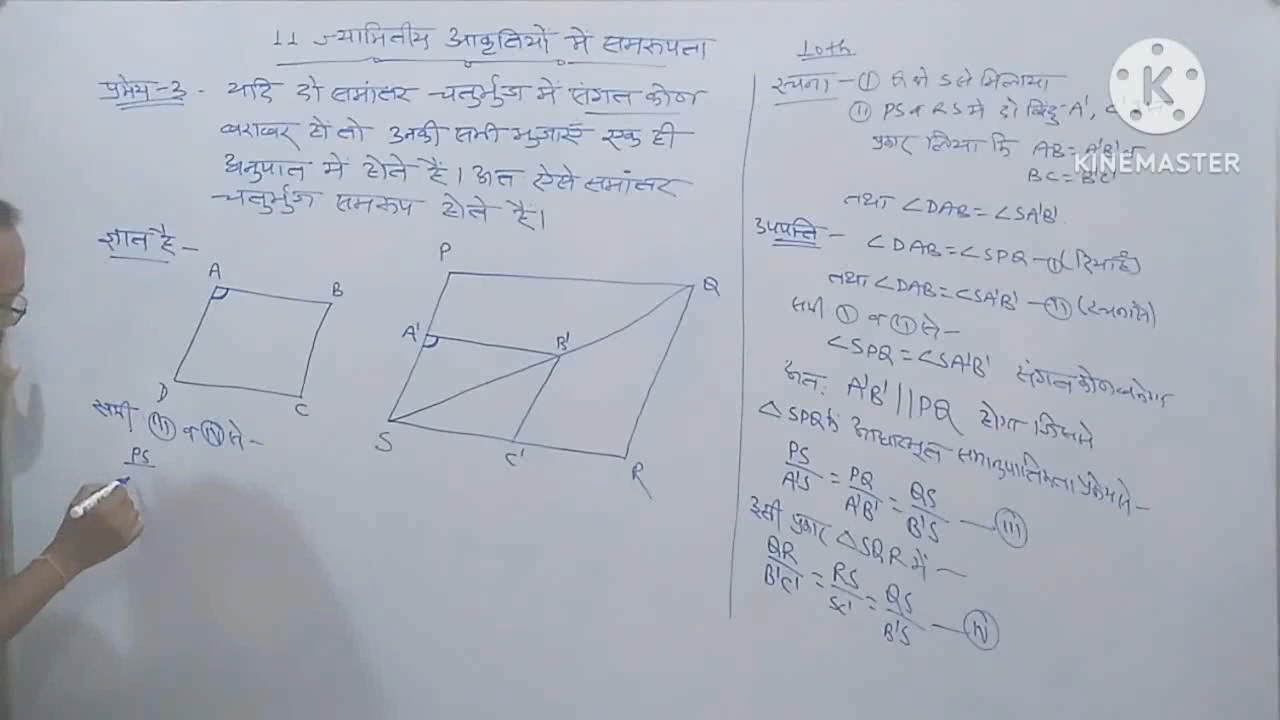 11 ज्यामितीय आकृतियों में समरूपता
प्रमेय-3 - यदि दो समांतर चतुर्भुज में संगत कोण
बराबर हों तो उनकी सभी भुजाएँ एक ही
अनुपात में होते हैं। अत ऐसे समांतर
चतुर्भुज समरूप होते हैं।
ज्ञात है -
A
B
D
C
P
Q
A'
B'
S
C'
R
समी (III) व (IV) से -
PS
10th
रचना - (I) Q को S से मिलाया
(II) PS व RS में दो बिंदु A',
प्रकार लिया कि AB = A'B' व
BC = B'C'
तथा ∠DAB = ∠SA'B'.
उपपत्ति - ∠DAB = ∠SPQ - (I) (दिया है)
तथा ∠DAB = ∠SA'B' - (II) (रचना से)
समी (I) व (II) से -
∠SPQ = ∠SA'B' संगत कोण
अत: A'B' || PQ होगा जिससे
△SPQ में आधारभूत समानुपातिकता प्रमेय से -
PS/A'S = PQ/A'B' = QS/B'S - (III)
इसी प्रकार △SQR में -
QR/B'C' = RS/SC' = QS/B'S - (IV)
K
KINEMASTER